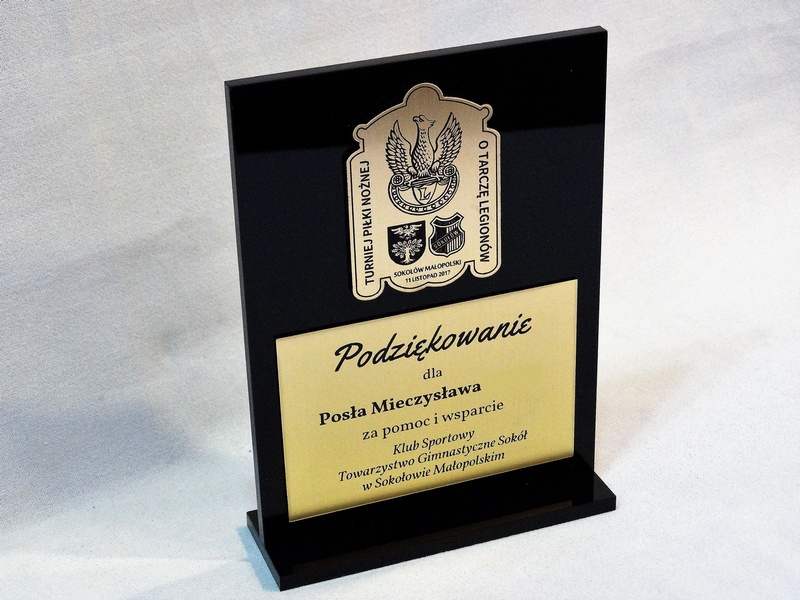 TURNIEJ PIŁKI NOŻNEJ
O TARCZĘ LEGIONÓW
SOKOŁÓW
SOKOŁÓW MAŁOPOLSKI
11 LISTOPAD 2017
Podziękowanie
dla
Posła Mieczysława
za pomoc i wsparcie
Klub Sportowy
Towarzystwo Gimnastyczne Sokół
w Sokołowie Małopolskim